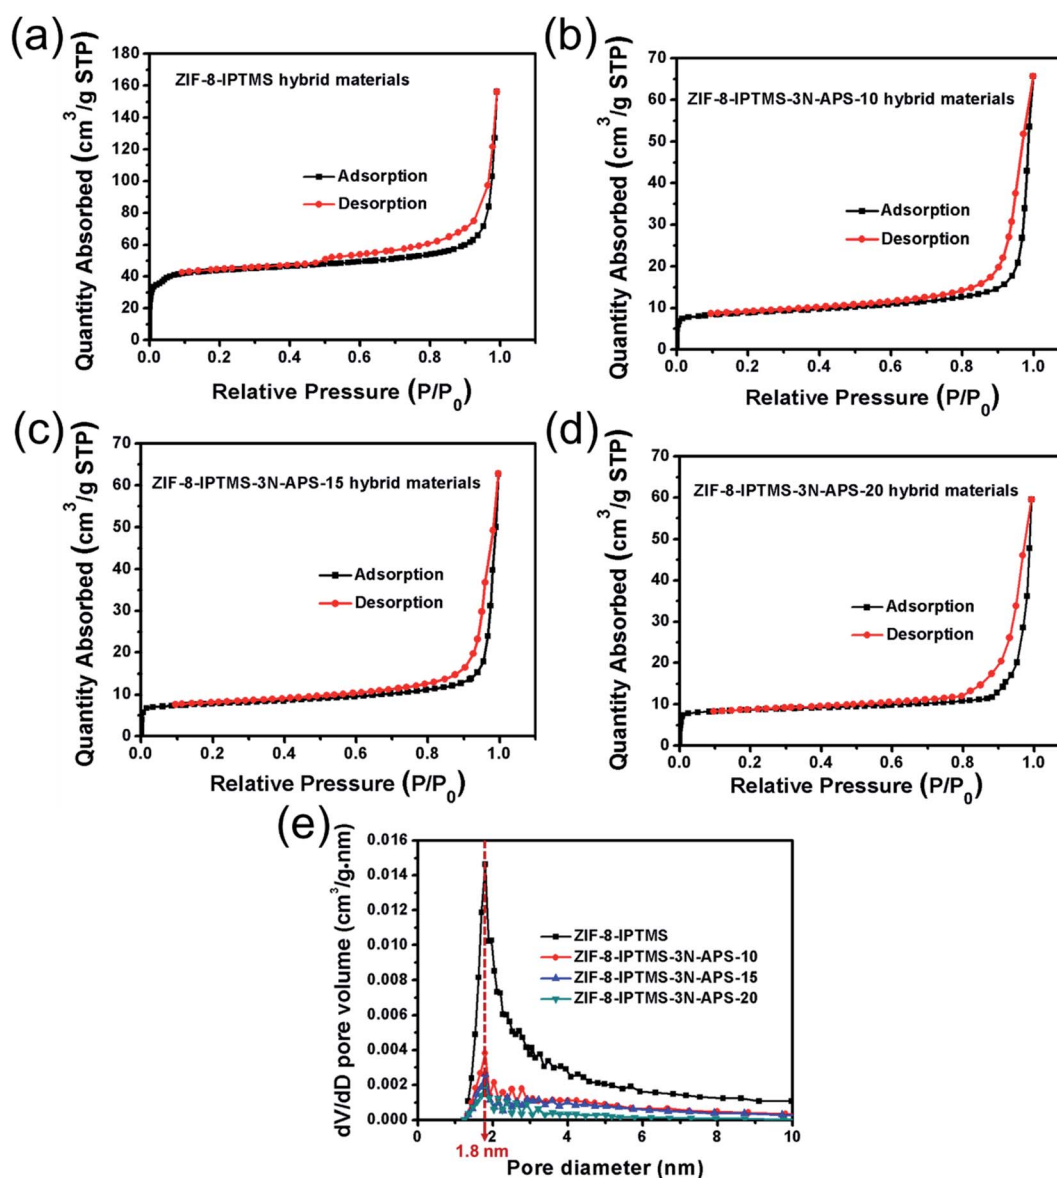 (a)
Quantity Absorbed (cm³/g STP)
180
160
140
120
100
80
60
40
20
0
ZIF-8-IPTMS hybrid materials
Adsorption
Desorption
0.0 0.2 0.4 0.6 0.8 1.0
Relative Pressure (P/P₀)
(b)
Quantity Absorbed (cm³/g STP)
70
60
50
40
30
20
10
0
ZIF-8-IPTMS-3N-APS-10 hybrid materials
Adsorption
Desorption
0.0 0.2 0.4 0.6 0.8 1.0
Relative Pressure (P/P₀)
(c)
Quantity Absorbed (cm³/g STP)
70
60
50
40
30
20
10
0
ZIF-8-IPTMS-3N-APS-15 hybrid materials
Adsorption
Desorption
0.0 0.2 0.4 0.6 0.8 1.0
Relative Pressure (P/P₀)
(d)
Quantity Absorbed (cm³/g STP)
70
60
50
40
30
20
10
0
ZIF-8-IPTMS-3N-APS-20 hybrid materials
Adsorption
Desorption
0.0 0.2 0.4 0.6 0.8 1.0
Relative Pressure (P/P₀)
(e)
dV/dD pore volume (cm³/g·nm)
0.016
0.014
0.012
0.010
0.008
0.006
0.004
0.002
0.000
ZIF-8-IPTMS
ZIF-8-IPTMS-3N-APS-10
ZIF-8-IPTMS-3N-APS-15
ZIF-8-IPTMS-3N-APS-20
0 2 4 6 8 10
1.8 nm
Pore diameter (nm)